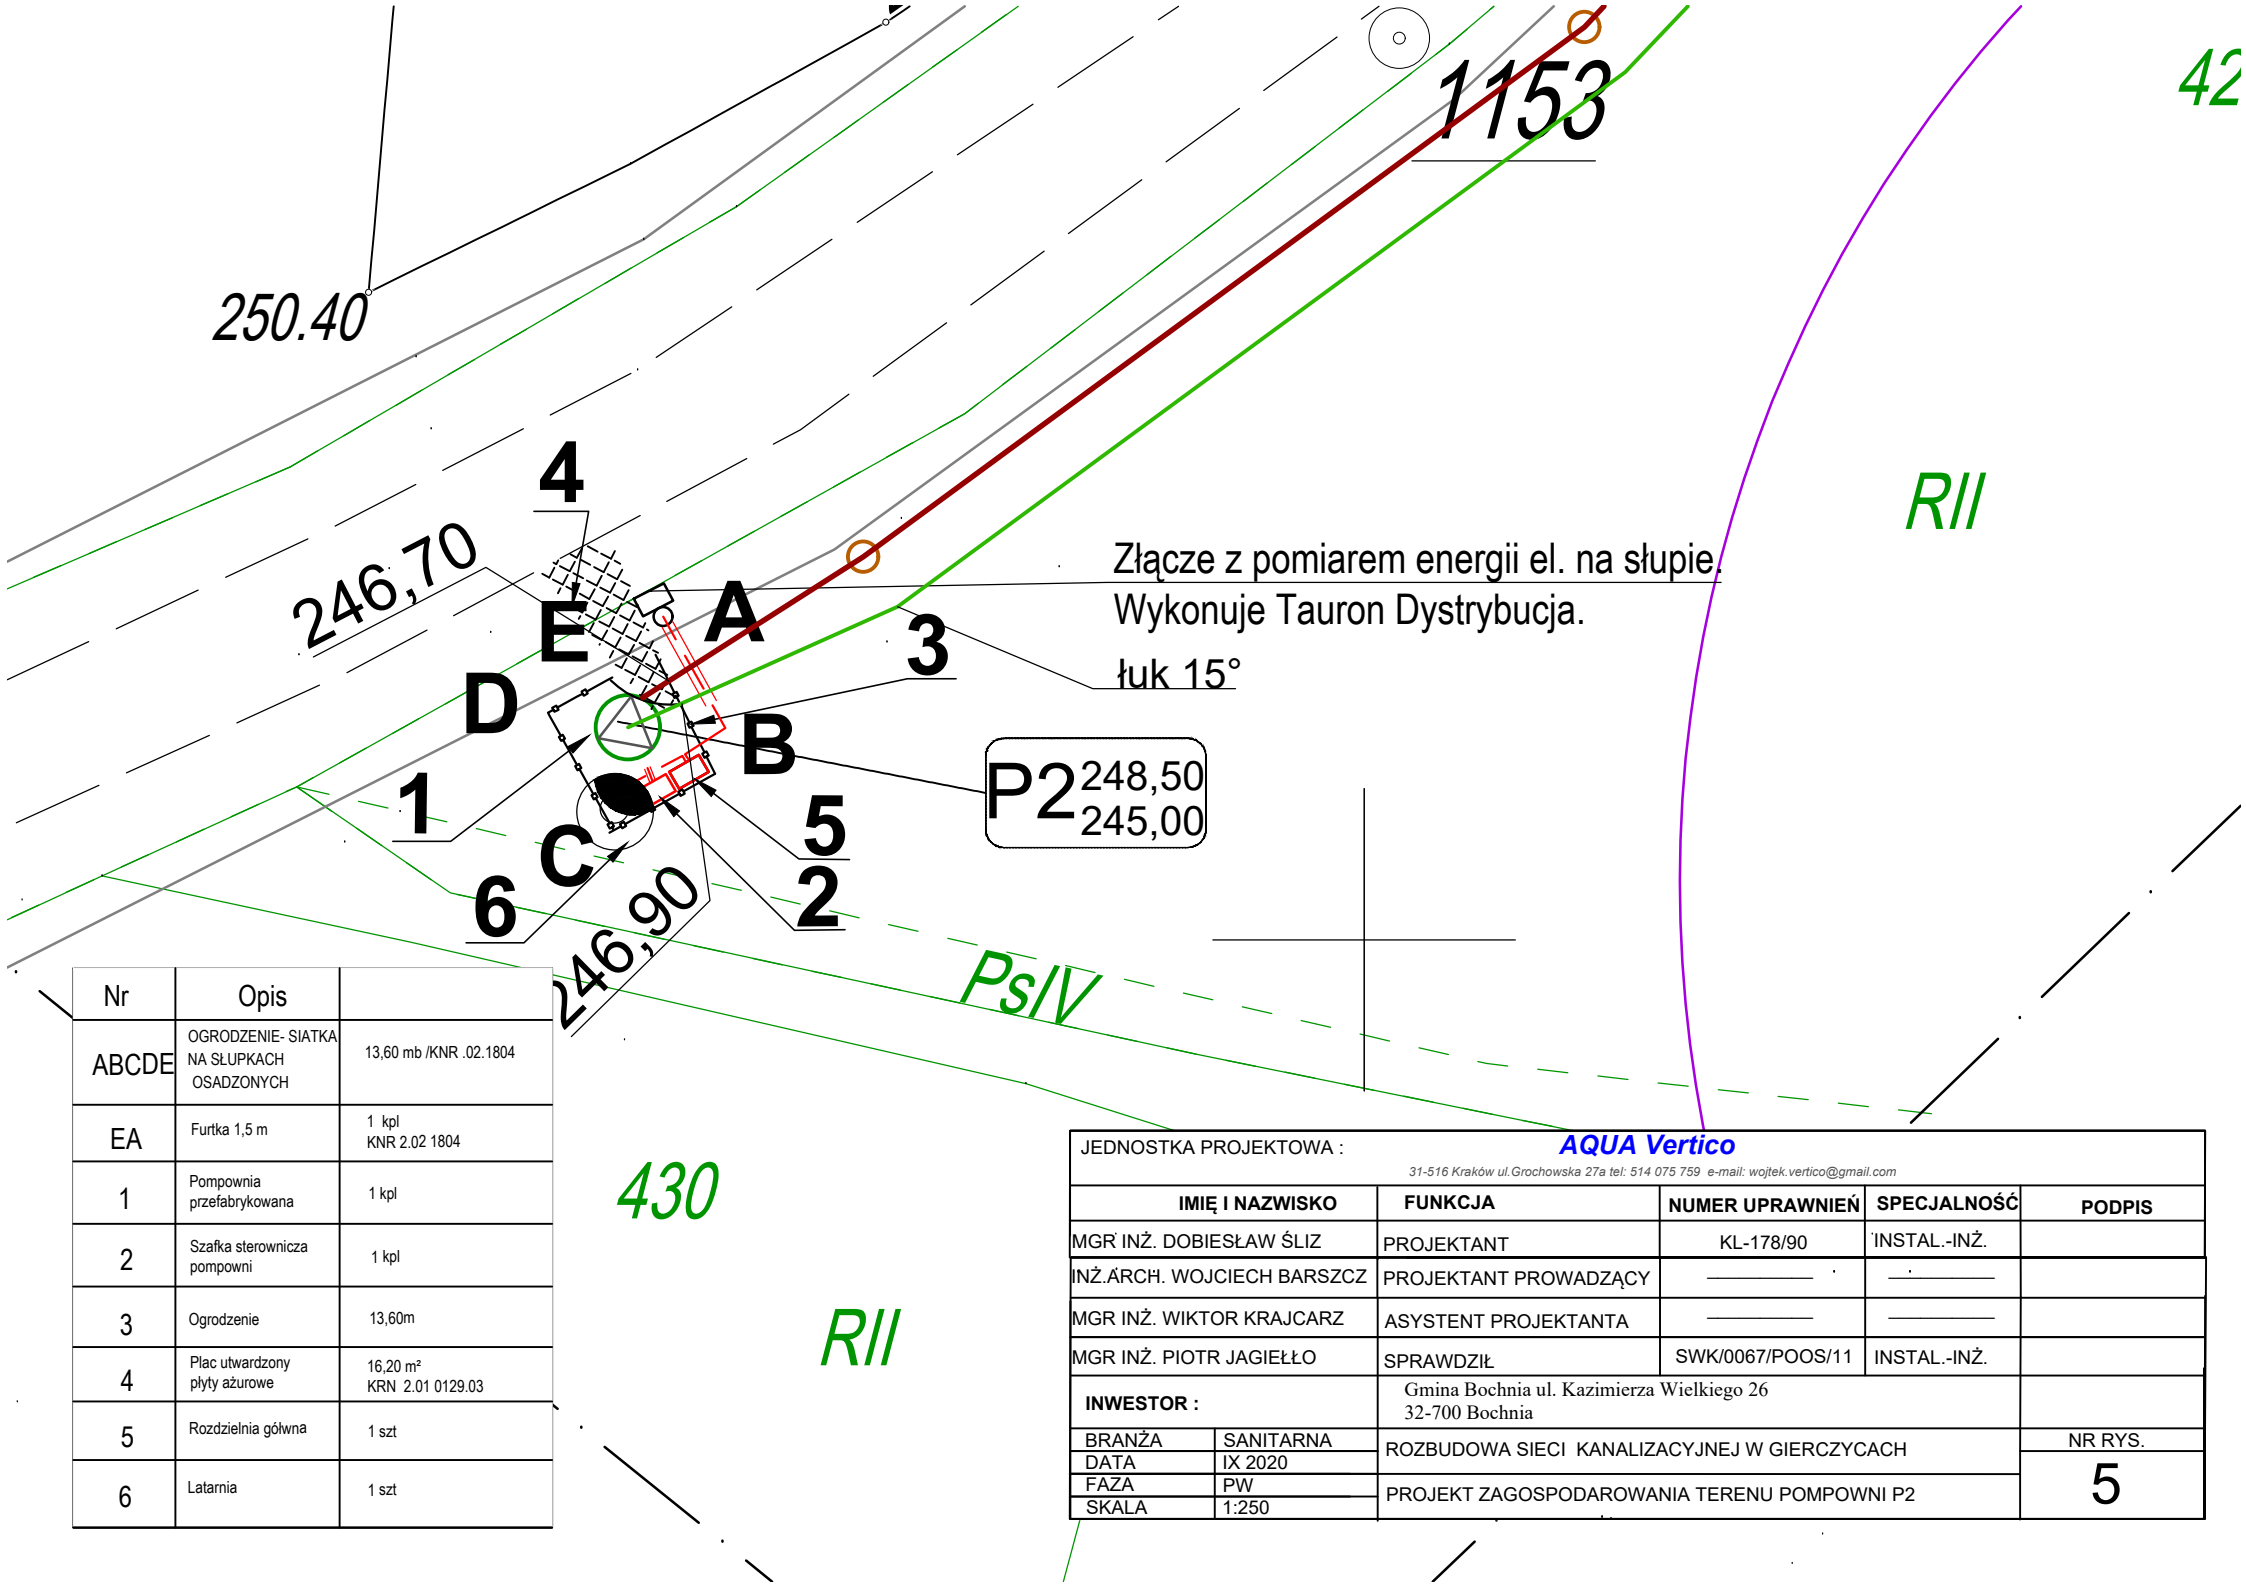 1153
42
250.40
RII
4
246,70
E
A
3
D
B
Złącze z pomiarem energii el. na słupie.
Wykonuje Tauron Dystrybucja.
łuk 15°
P2 248,50
245,00
1
5
C
2
6
246,90
PsIV
430
RII
Nr Opis
ABCDE OGRODZENIE- SIATKA
NA SŁUPKACH
OSADZONYCH
13,60 mb /KNR .02.1804
EA Furtka 1,5 m 1 kpl
KNR 2.02 1804
1 Pompownia
przefabrykowana
1 kpl
2 Szafka sterownicza
pompowni
1 kpl
3 Ogrodzenie 13,60m
4 Plac utwardzony
płyty ażurowe
16,20 m²
KRN 2.01 0129.03
5 Rozdzielnia gółwna 1 szt
6 Latarnia 1 szt
JEDNOSTKA PROJEKTOWA : AQUA Vertico
31-516 Kraków ul.Grochowska 27a tel: 514 075 759 e-mail: wojtek.vertico@gmail.com
IMIĘ I NAZWISKO FUNKCJA NUMER UPRAWNIEŃ SPECJALNOŚĆ PODPIS
MGR INŻ. DOBIESŁAW ŚLIZ PROJEKTANT KL-178/90 INSTAL.-INŻ.
INŻ.ARCH. WOJCIECH BARSZCZ PROJEKTANT PROWADZĄCY
MGR INŻ. WIKTOR KRAJCARZ ASYSTENT PROJEKTANTA
MGR INŻ. PIOTR JAGIEŁŁO SPRAWDZIŁ SWK/0067/POOS/11 INSTAL.-INŻ.
INWESTOR : Gmina Bochnia ul. Kazimierza Wielkiego 26
32-700 Bochnia
BRANŻA SANITARNA
DATA IX 2020
FAZA PW
SKALA 1:250
ROZBUDOWA SIECI KANALIZACYJNEJ W GIERCZYCACH
PROJEKT ZAGOSPODAROWANIA TERENU POMPOWNI P2
NR RYS.
5